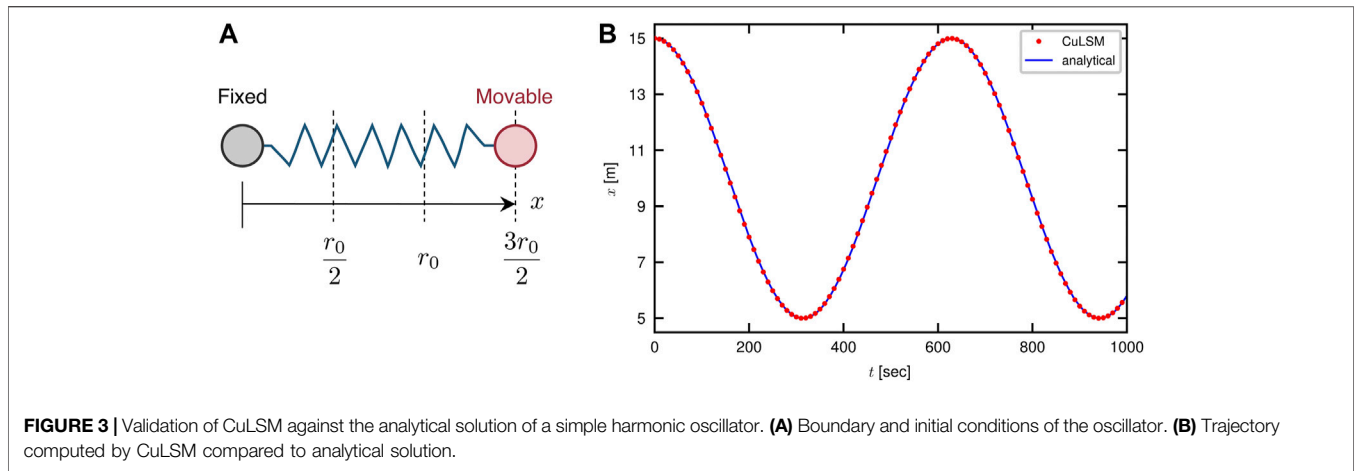 A
Fixed
Movable
x
r₀/2
r₀
3r₀/2
B
15
13
11
9
7
5
x [m]
0
200
400
600
800
1000
t [sec]
CuLSM
analytical
FIGURE 3 | Validation of CuLSM against the analytical solution of a simple harmonic oscillator. (A) Boundary and initial conditions of the oscillator. (B) Trajectory
computed by CuLSM compared to analytical solution.